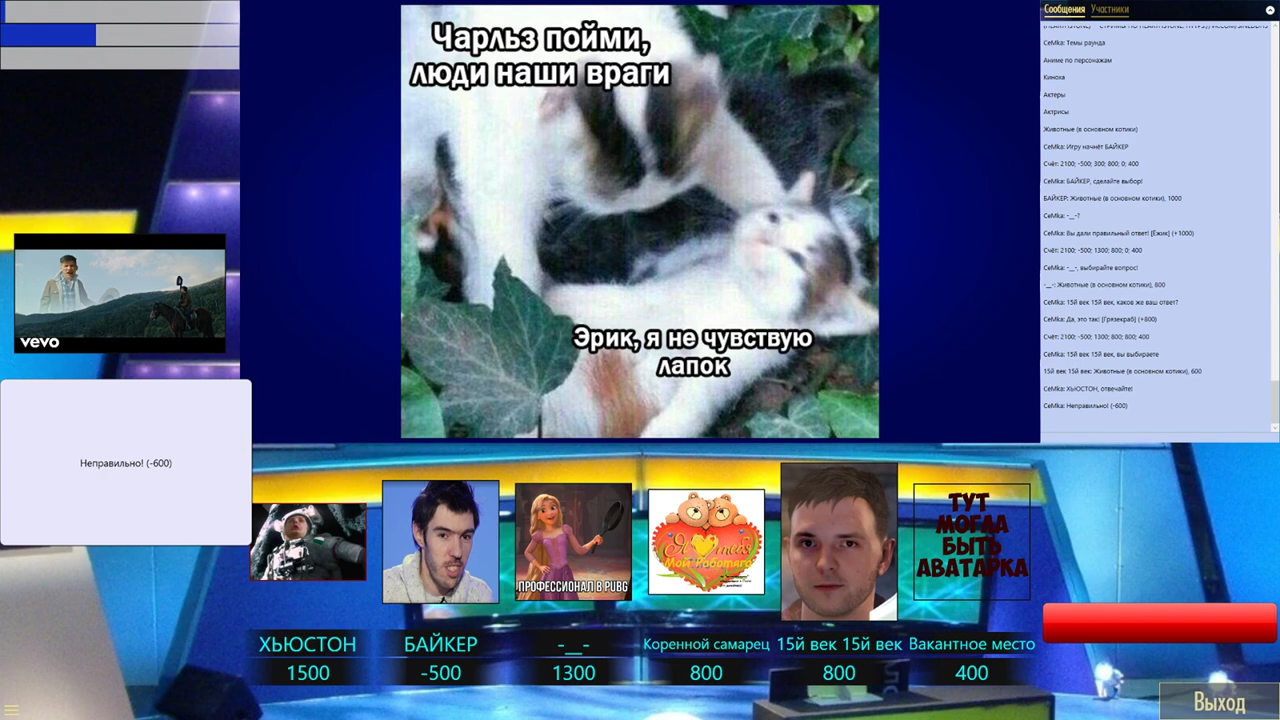 Чарльз пойми,
люди наши враги
Эрик, я не чувствую
лапок
Сообщения Участники
СеМка: Темы раунда
Аниме по персонажам
Киноха
Актеры
Актрисы
Животные (в основном котики)
СеМка: Игру начнёт БАЙКЕР
Счёт: 2100; -500; 300; 800; 0; 400
СеМка: БАЙКЕР, сделайте выбор!
БАЙКЕР: Животные (в основном котики), 1000
СеМка: -__-?
СеМка: Вы дали правильный ответ! [Ёжик] (+1000)
Счёт: 2100; -500; 1300; 800; 0; 400
СеМка: -__-, выбирайте вопрос!
-__-: Животные (в основном котики), 800
СеМка: 15й век 15й век, каков же ваш ответ?
СеМка: Да, это так! [Грязекраб] (+800)
Счёт: 2100; -500; 1300; 800; 800; 400
СеМка: 15й век 15й век, вы выбираете
15й век 15й век: Животные (в основном котики), 600
СеМка: ХЬЮСТОН, отвечайте!
СеМка: Неправильно! (-600)
vevo
Неправильно! (-600)
ПРОФЕССИОНАЛ В PUBG
Я тебя
Мой Работяга
ТУТ
МОГЛА
БЫТЬ
АВАТАРКА
ХЬЮСТОН БАЙКЕР -__- Коренной самарец 15й век 15й век Вакантное место
1500 -500 1300 800 800 400
Выход